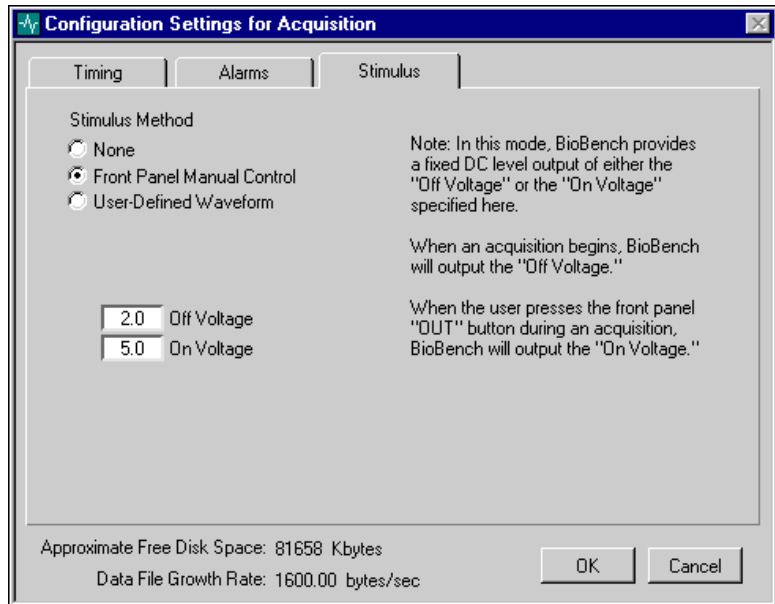 Configuration Settings for Acquisition
Timing
Alarms
Stimulus
Stimulus Method
None
Front Panel Manual Control
User-Defined Waveform
Note: In this mode, BioBench provides
a fixed DC level output of either the
"Off Voltage" or the "On Voltage"
specified here.
When an acquisition begins, BioBench
will output the "Off Voltage."
When the user presses the front panel
"OUT" button during an acquisition,
BioBench will output the "On Voltage."
2.0 Off Voltage
5.0 On Voltage
Approximate Free Disk Space: 81658 Kbytes
Data File Growth Rate: 1600.00 bytes/sec
OK
Cancel